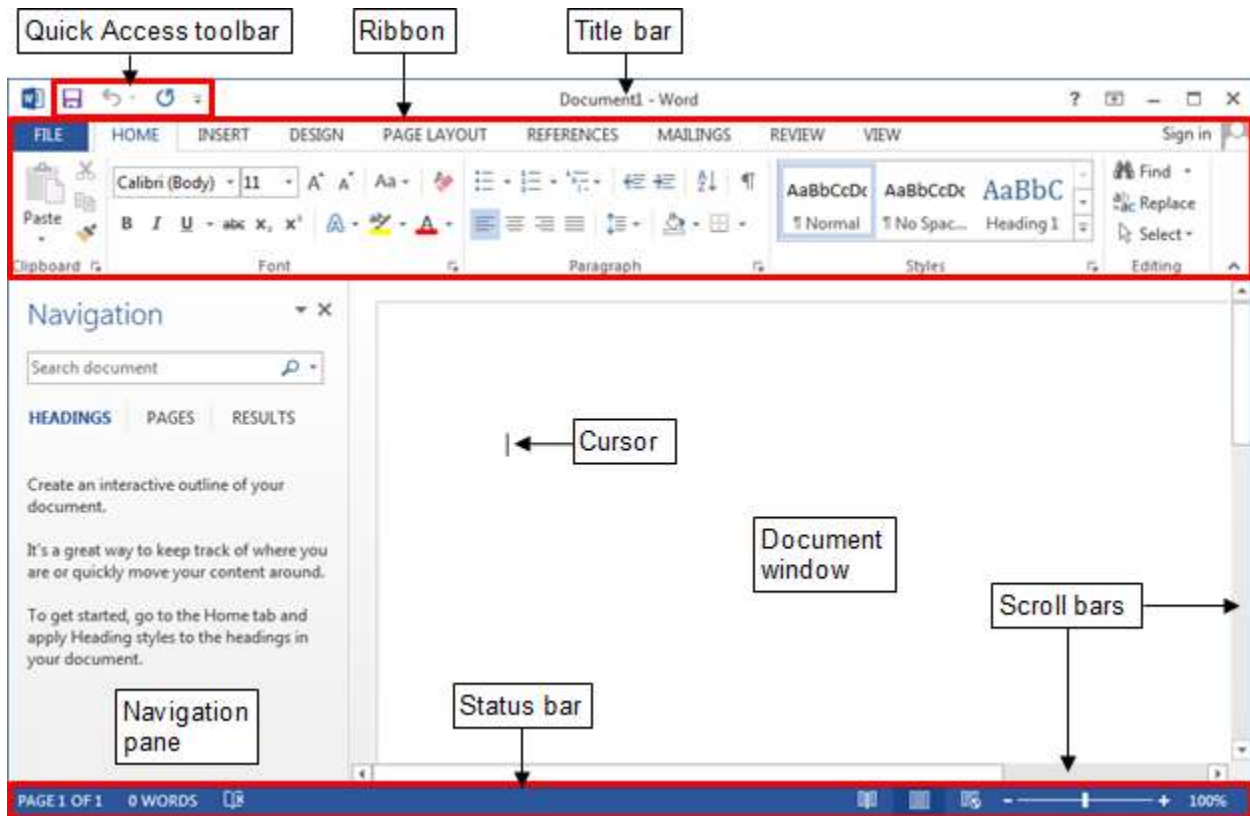 Quick Access toolbar Ribbon Title bar
Document1 - Word ?
FILE HOME INSERT DESIGN PAGE LAYOUT REFERENCES MAILINGS REVIEW VIEW Sign in
Paste
Calibri (Body) 11 A A Aa
B I U abc x₂ x² A ab A
AaBbCcDc AaBbCcDc AaBbC
¶ Normal ¶ No Spac... Heading 1
Find
Replace
Select
Clipboard Font Paragraph Styles Editing
Navigation
Search document
HEADINGS PAGES RESULTS
Create an interactive outline of your
document.
It's a great way to keep track of where you
are or quickly move your content around.
To get started, go to the Home tab and
apply Heading styles to the headings in
your document.
Navigation
pane
Cursor
Document
window
Scroll bars
Status bar
PAGE 1 OF 1 0 WORDS - + 100%